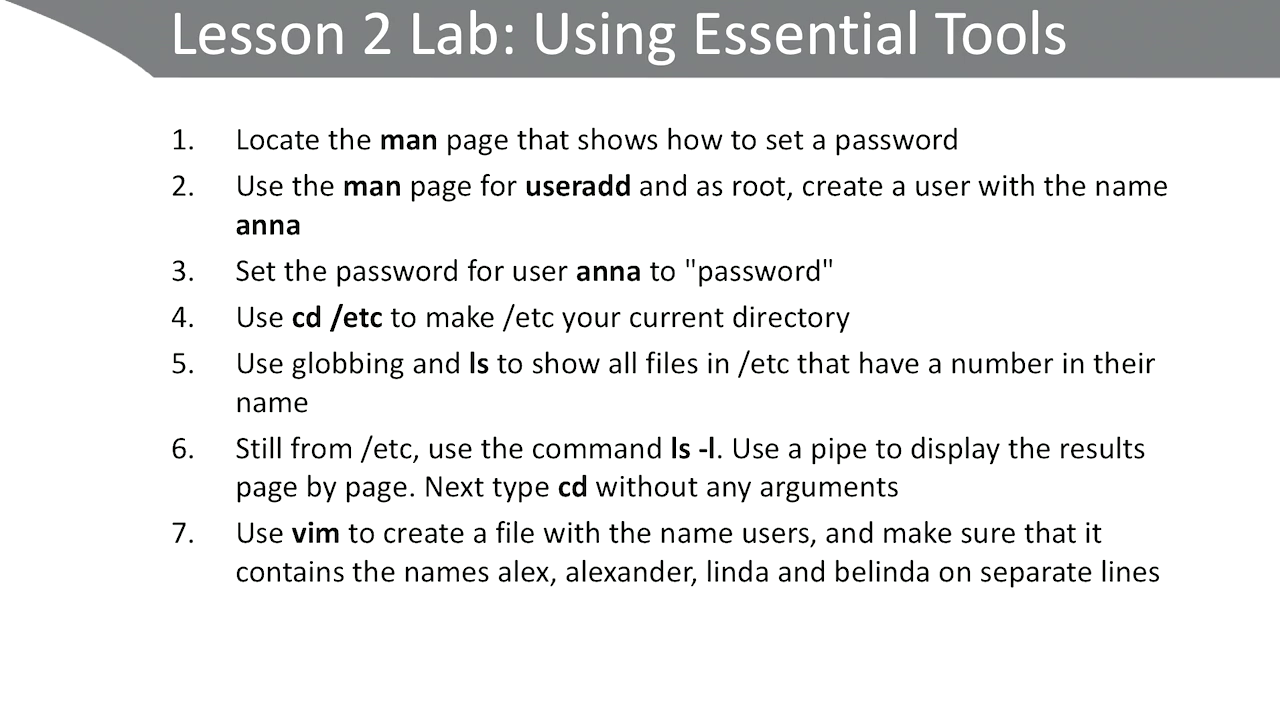 Lesson 2 Lab: Using Essential Tools
1. Locate the man page that shows how to set a password
2. Use the man page for useradd and as root, create a user with the name
anna
3. Set the password for user anna to "password"
4. Use cd /etc to make /etc your current directory
5. Use globbing and ls to show all files in /etc that have a number in their
name
6. Still from /etc, use the command ls -l. Use a pipe to display the results
page by page. Next type cd without any arguments
7. Use vim to create a file with the name users, and make sure that it
contains the names alex, alexander, linda and belinda on separate lines